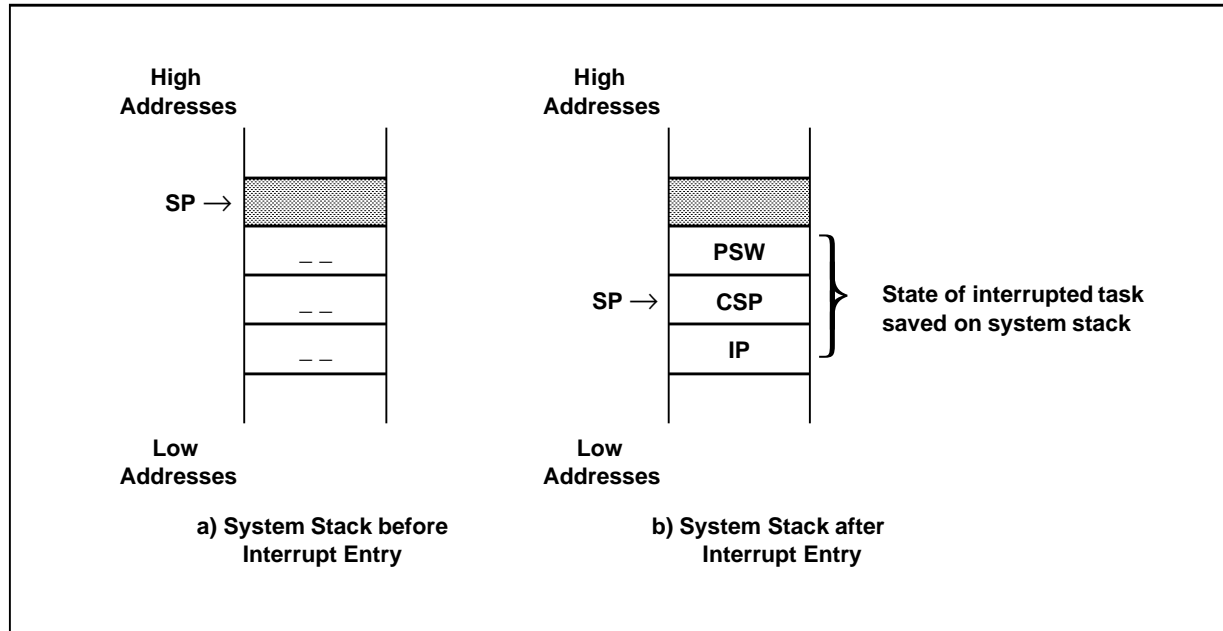 High
Addresses
SP →
_ _
_ _
_ _
Low
Addresses
a) System Stack before
Interrupt Entry
High
Addresses
PSW
SP →
CSP
IP
State of interrupted task
saved on system stack
Low
Addresses
b) System Stack after
Interrupt Entry